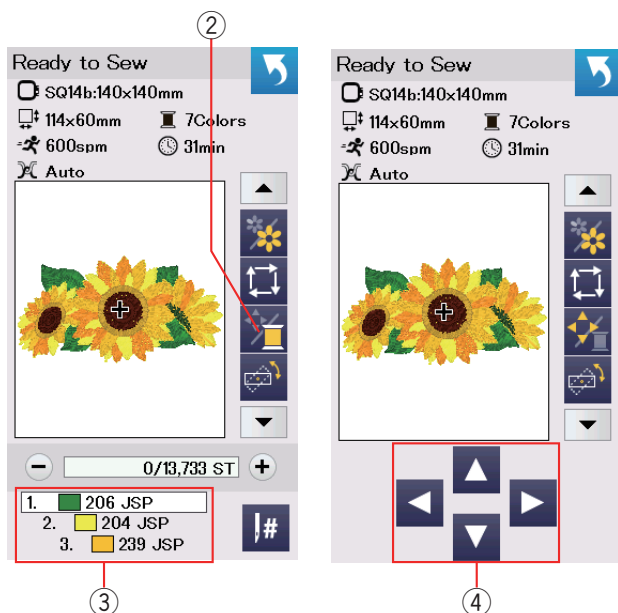 ②
Ready to Sew
SQ14b:140x140mm
114x60mm 7Colors
600spm 31min
Auto
0/13,733 ST
1. 206 JSP
2. 204 JSP
3. 239 JSP
#
③
Ready to Sew
SQ14b:140x140mm
114x60mm 7Colors
600spm 31min
Auto
④